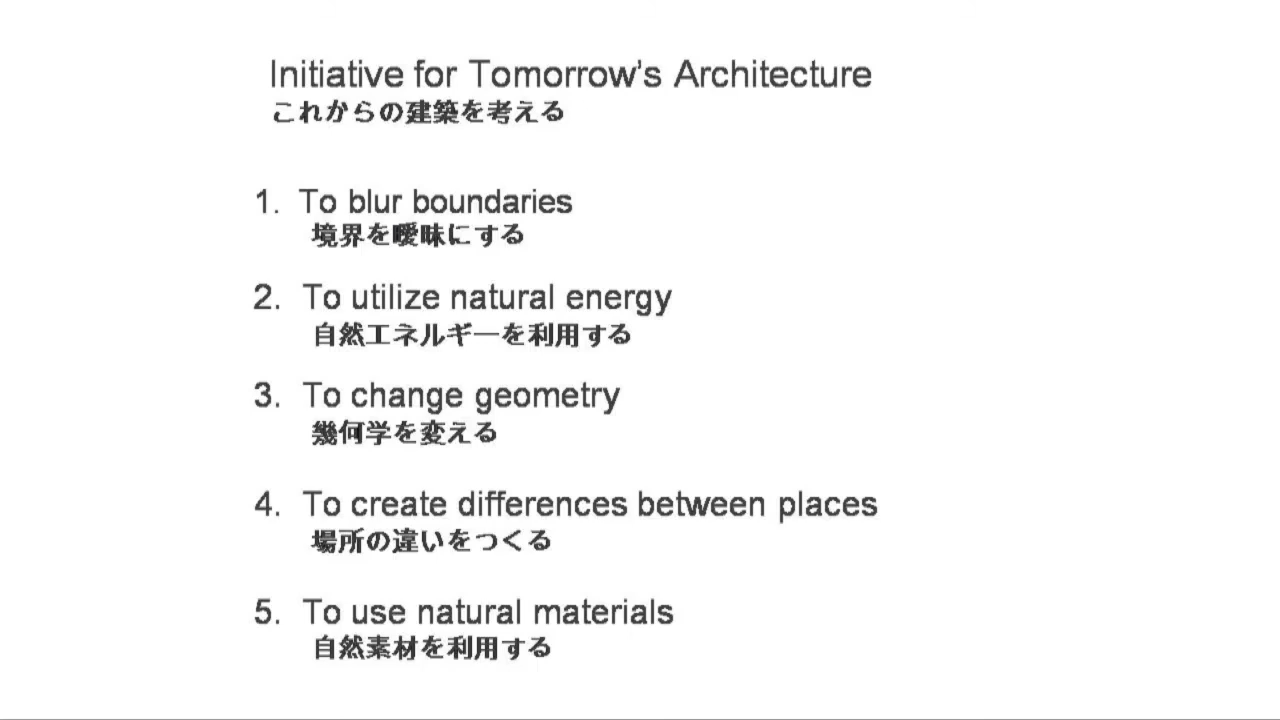 Initiative for Tomorrow's Architecture
これからの建築を考える
1. To blur boundaries
境界を曖昧にする
2. To utilize natural energy
自然エネルギーを利用する
3. To change geometry
幾何学を変える
4. To create differences between places
場所の違いをつくる
5. To use natural materials
自然素材を利用する